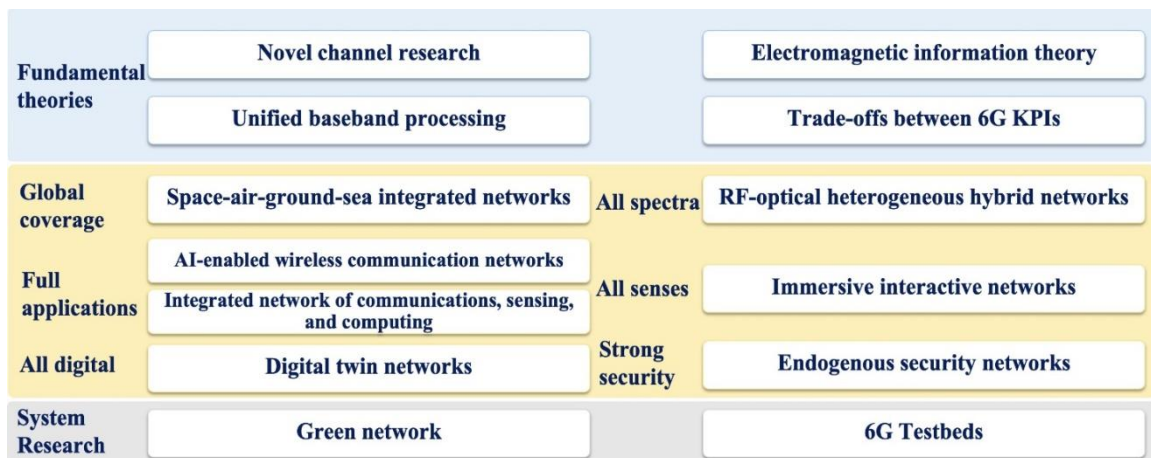 Fundamental
theories
Novel channel research
Electromagnetic information theory
Unified baseband processing
Trade-offs between 6G KPIs
Global
coverage
Space-air-ground-sea integrated networks
All spectra
RF-optical heterogeneous hybrid networks
Full
applications
AI-enabled wireless communication networks
Integrated network of communications, sensing,
and computing
All senses
Immersive interactive networks
All digital
Digital twin networks
Strong
security
Endogenous security networks
System
Research
Green network
6G Testbeds